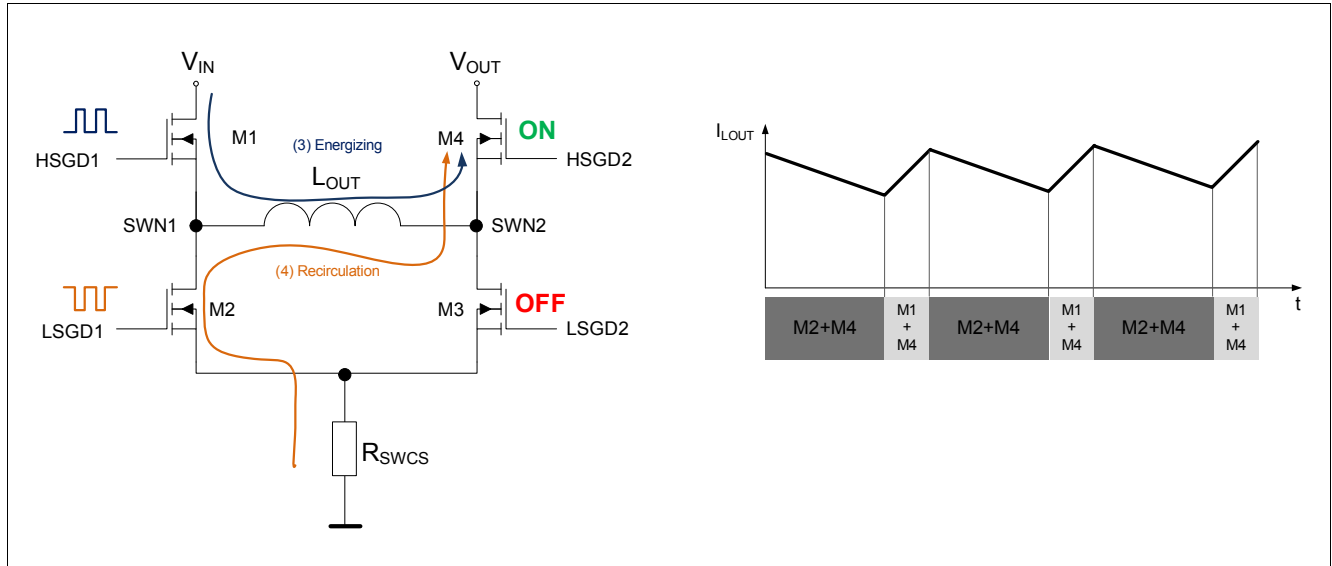 VIN
VOUT
M1
(3) Energizing
M4
ON
HSGD1
HSGD2
LOUT
SWN1
SWN2
(4) Recirculation
M2
M3
OFF
LSGD1
LSGD2
RSWCS
ILOUT
t
M2+M4
M1
+
M4
M2+M4
M1
+
M4
M2+M4
M1
+
M4